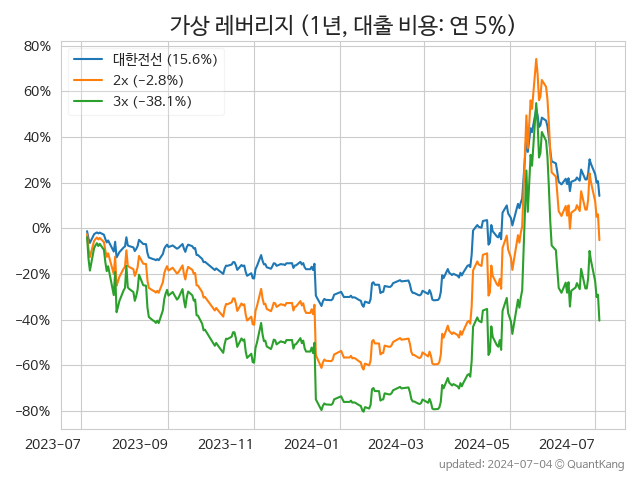 가상 레버리지 (1년, 대출 비용: 연 5%)
대한전선 (15.6%)
2x (−2.8%)
3x (−38.1%)
80%
60%
40%
20%
0%
−20%
−40%
−60%
−80%
2023-07 2023-09 2023-11 2024-01 2024-03 2024-05 2024-07
updated: 2024-07-04 © QuantKang